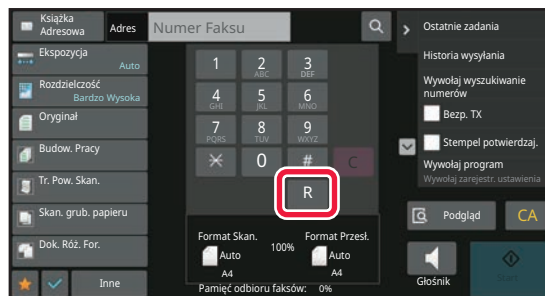 Książka
Adresowa
Adres
Numer Faksu
Ekspozycja
Auto
Rozdzielczość
Bardzo Wysoka
Oryginał
Budow. Pracy
Tr. Pow. Skan.
Skan. grub. papieru
Dok. Róż. For.
Inne
1
2
ABC
3
DEF
4
GHI
5
JKL
6
MNO
7
PQRS
8
TUV
9
WXYZ
0
#
C
R
Format Skan.
100%
Format Przesł.
Auto
Auto
A4
A4
Pamięć odbioru faksów: 0%
Ostatnie zadania
Historia wysyłania
Wywołaj wyszukiwanie
numerów
Bezp. TX
Stempel potwierdzaj.
Wywołaj program
Wywołaj zarejestr. ustawienia
Podgląd
CA
Głośnik
Start